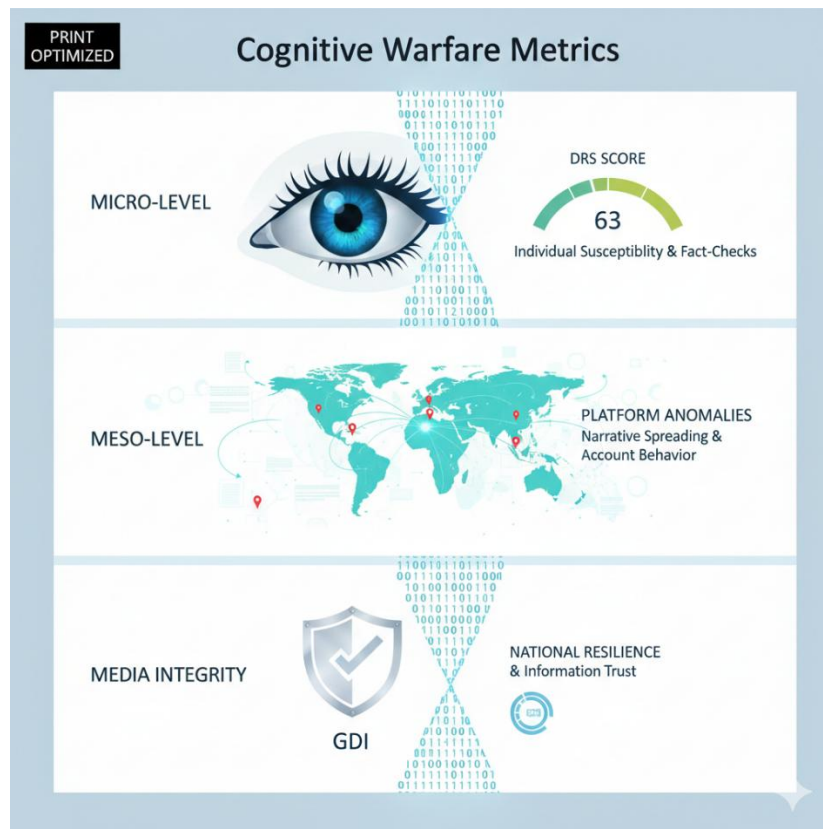 PRINT
OPTIMIZED
Cognitive Warfare Metrics
MICRO-LEVEL
DRS SCORE
63
Individual Susceptiblity & Fact-Checks
MESO-LEVEL
PLATFORM ANOMALIES
Narrative Spreading &
Account Behavior
MEDIA INTEGRITY
GDI
NATIONAL RESILIENCE
& Information Trust